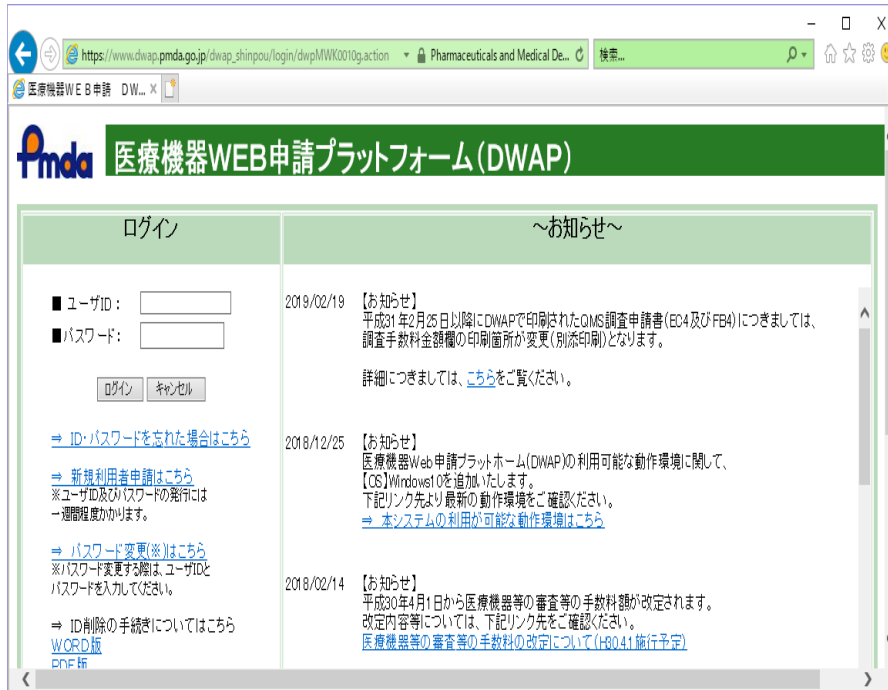 https://www.dwap.pmda.go.jp/dwap_shinpou/login/dwpMWK0010g.action
Pharmaceuticals and Medical De...
検索...
医療機器WEB申請 DW...
Pmda
医療機器WEB申請プラットフォーム(DWAP)
ログイン
～お知らせ～
■ ユーザID：
■パスワード：
ログイン
キャンセル
⇒ ID・パスワードを忘れた場合はこちら
⇒ 新規利用者申請はこちら
※ユーザID及びパスワードの発行には
一週間程度かかります。
⇒ パスワード変更(※)はこちら
※パスワード変更する際は、ユーザIDと
パスワードを入力してください。
⇒ ID削除の手続きについてはこちら
WORD版
PDF版
2019/02/19 【お知らせ】
平成31年2月25日以降にDWAPで印刷されたQMS調査申請書(EC4及びFB4)につきましては、
調査手数料金額欄の印刷箇所が変更(別添印刷)となります。
詳細につきましては、こちらをご覧ください。
2018/12/25 【お知らせ】
医療機器Web申請プラットホーム(DWAP)の利用可能な動作環境に関して、
【OS】Windows10を追加いたします。
下記リンク先より最新の動作環境をご確認ください。
⇒ 本システムの利用が可能な動作環境はこちら
2018/02/14 【お知らせ】
平成30年4月1日から医療機器等の審査等の手数料額が改定されます。
改定内容等については、下記リンク先をご確認ください。
医療機器等の審査等の手数料の改定について(H30.4.1施行予定)